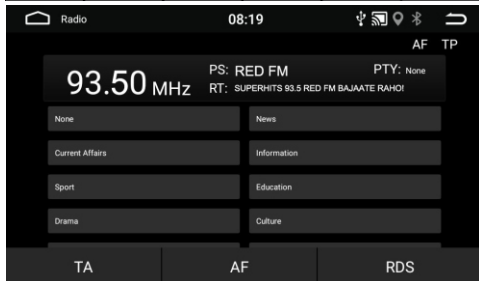 Radio 08:19
AF TP
93.50 MHz PS: RED FM PTY: None
RT: SUPERHITS 93.5 RED FM BAJAATE RAHO!
None News
Current Affairs Information
Sport Education
Drama Culture
TA AF RDS